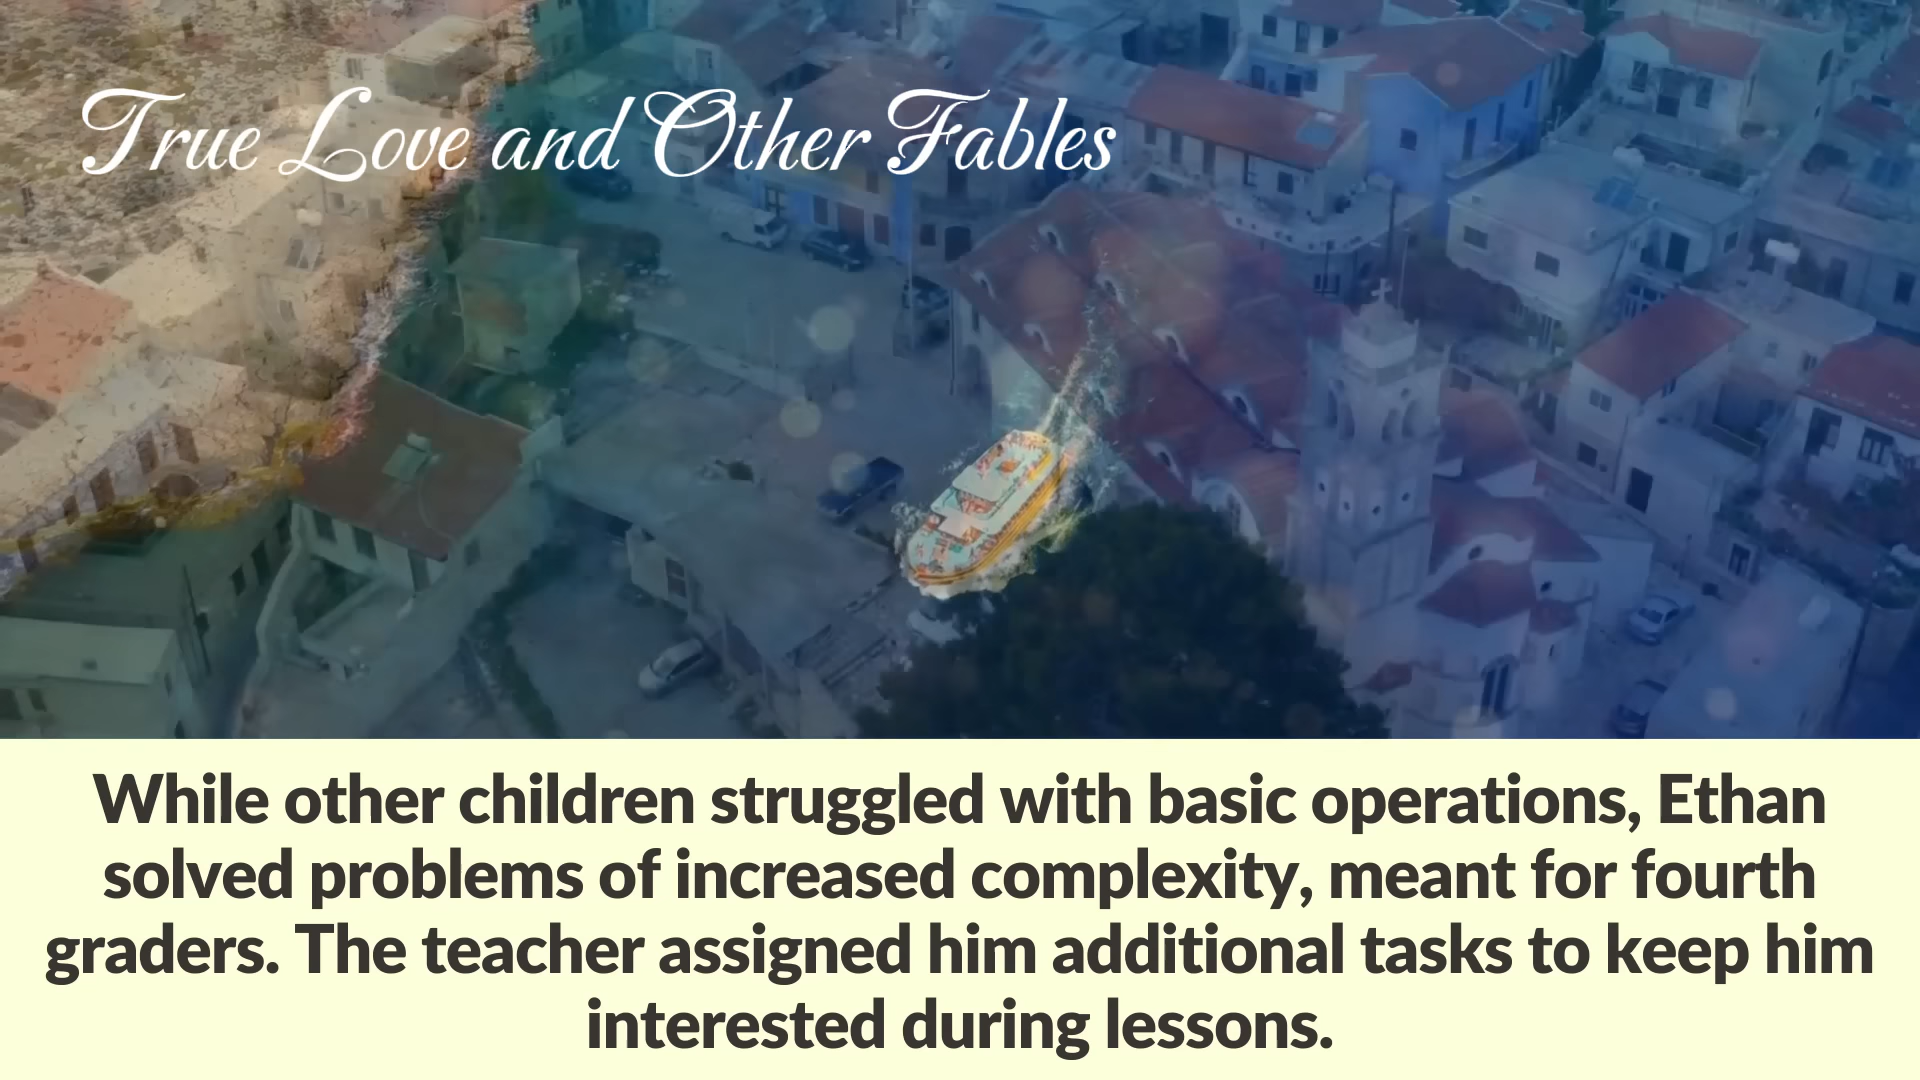 True Love and Other Fables
While other children struggled with basic operations, Ethan
solved problems of increased complexity, meant for fourth
graders. The teacher assigned him additional tasks to keep him
interested during lessons.